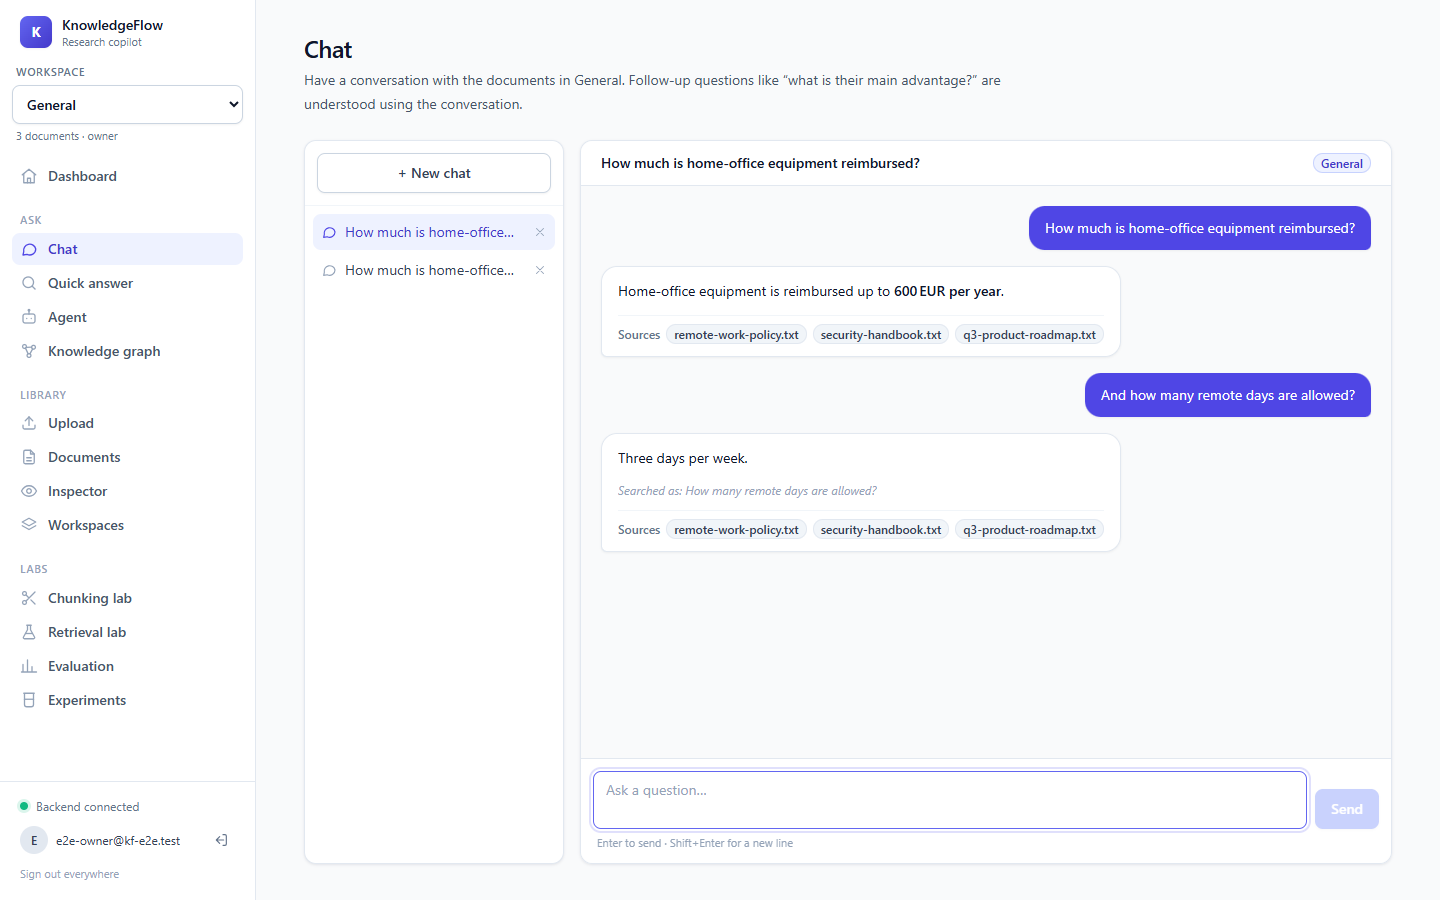 K
KnowledgeFlow
Research copilot
WORKSPACE
General
3 documents · owner
Dashboard
ASK
Chat
Quick answer
Agent
Knowledge graph
LIBRARY
Upload
Documents
Inspector
Workspaces
LABS
Chunking lab
Retrieval lab
Evaluation
Experiments
Backend connected
E
e2e-owner@kf-e2e.test
Sign out everywhere
Chat
Have a conversation with the documents in General. Follow-up questions like “what is their main advantage?” are
understood using the conversation.
+ New chat
How much is home-office...
How much is home-office...
How much is home-office equipment reimbursed?
General
How much is home-office equipment reimbursed?
Home-office equipment is reimbursed up to 600 EUR per year.
Sources remote-work-policy.txt security-handbook.txt q3-product-roadmap.txt
And how many remote days are allowed?
Three days per week.
Searched as: How many remote days are allowed?
Sources remote-work-policy.txt security-handbook.txt q3-product-roadmap.txt
Ask a question...
Send
Enter to send · Shift+Enter for a new line